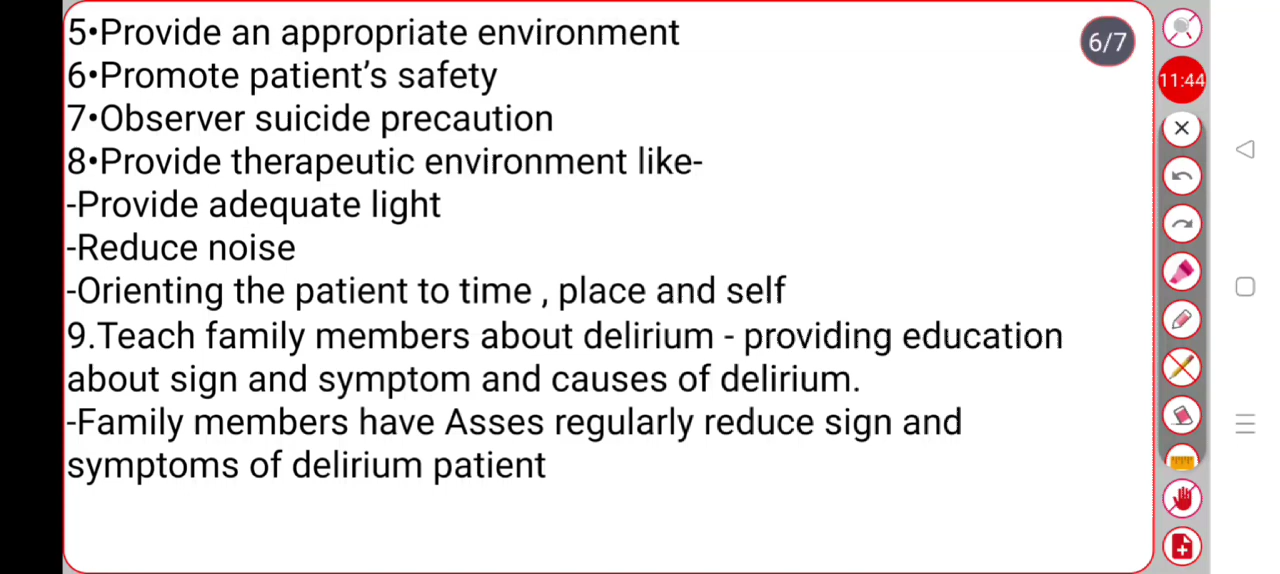 5•Provide an appropriate environment
6•Promote patient’s safety
7•Observer suicide precaution
8•Provide therapeutic environment like-
-Provide adequate light
-Reduce noise
-Orienting the patient to time , place and self
9.Teach family members about delirium - providing education
about sign and symptom and causes of delirium.
-Family members have Asses regularly reduce sign and
symptoms of delirium patient
6/7
11:44